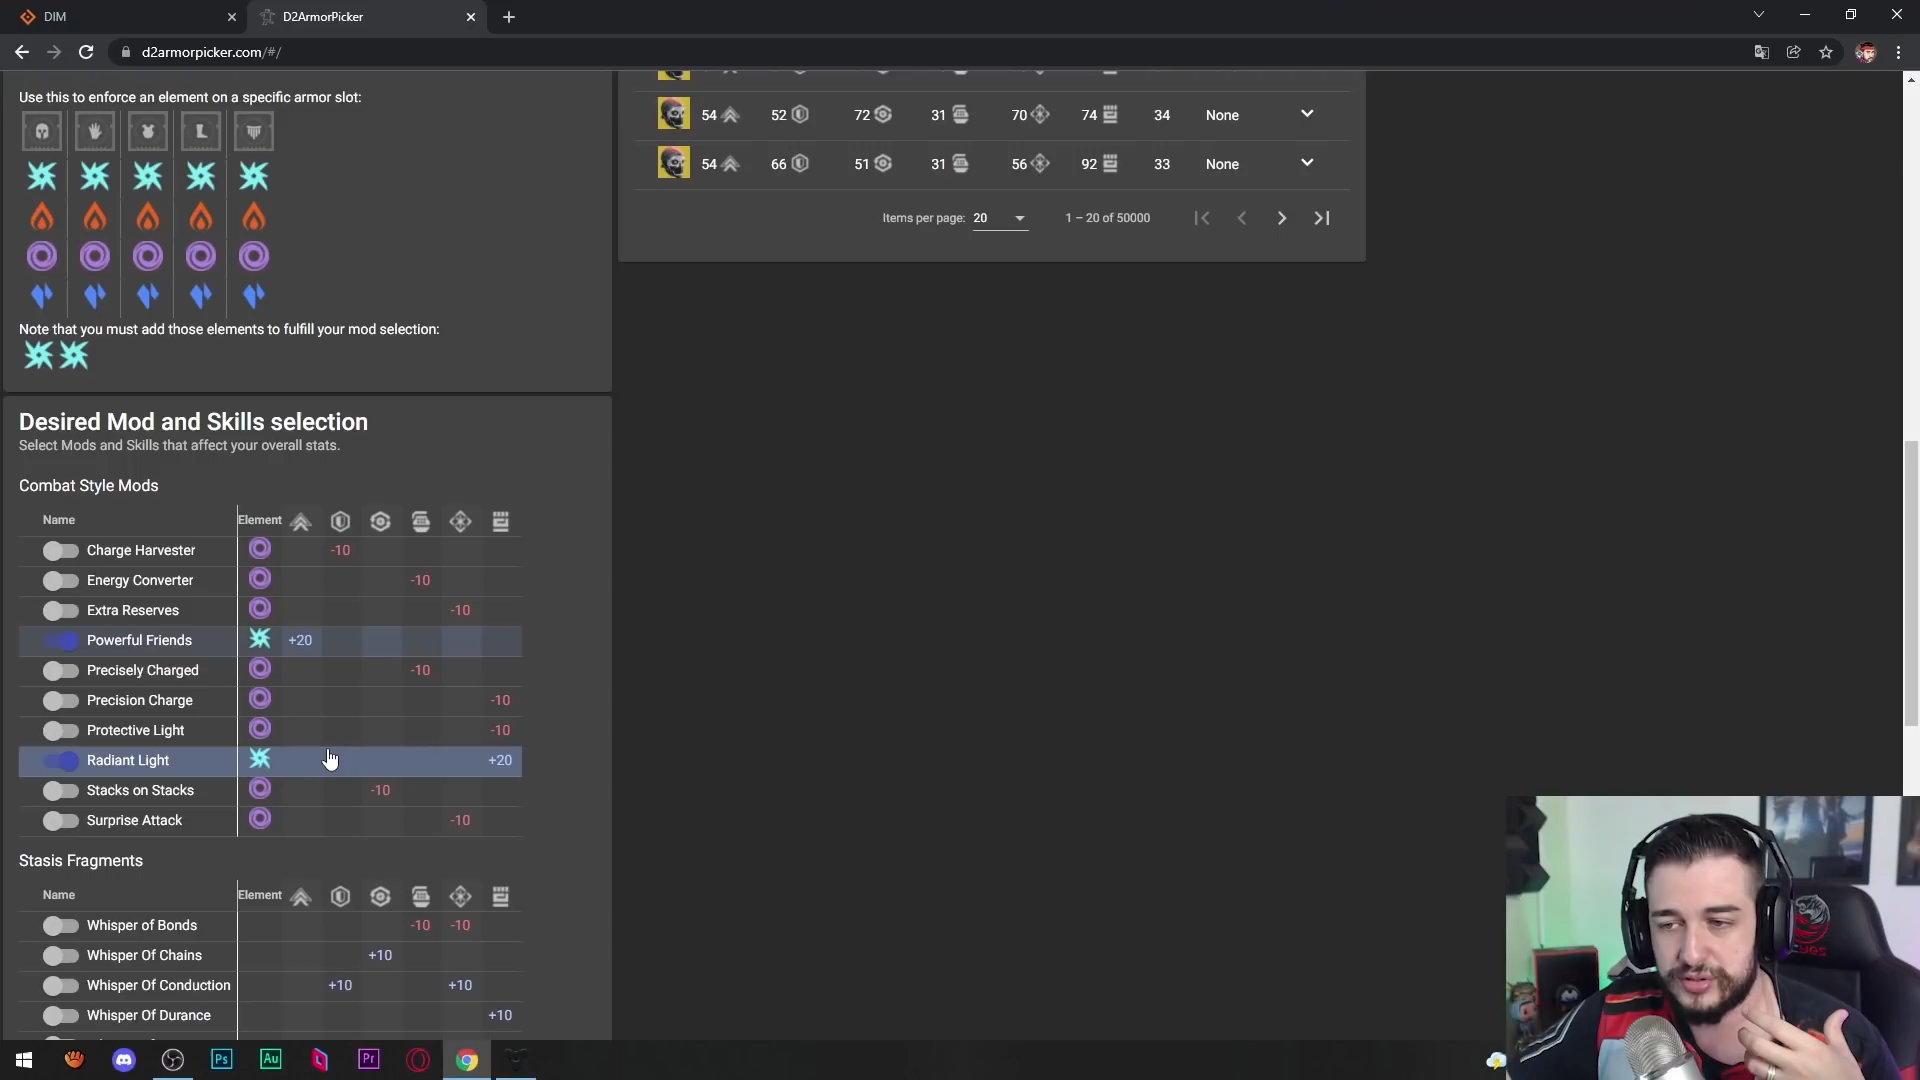 DIM
D2ArmorPicker
d2armorpicker.com/#/
Use this to enforce an element on a specific armor slot:
Note that you must add those elements to fulfill your mod selection:
54 52 72 31 70 74 34 None
54 66 51 31 56 92 33 None
Items per page: 20 1 – 20 of 50000
Desired Mod and Skills selection
Select Mods and Skills that affect your overall stats.
Combat Style Mods
Name Element
Charge Harvester -10
Energy Converter -10
Extra Reserves -10
Powerful Friends +20
Precisely Charged -10
Precision Charge -10
Protective Light -10
Radiant Light +20
Stacks on Stacks -10
Surprise Attack -10
Stasis Fragments
Name Element
Whisper of Bonds -10 -10
Whisper Of Chains +10
Whisper Of Conduction +10 +10
Whisper Of Durance +10
Ps
Au
Pr